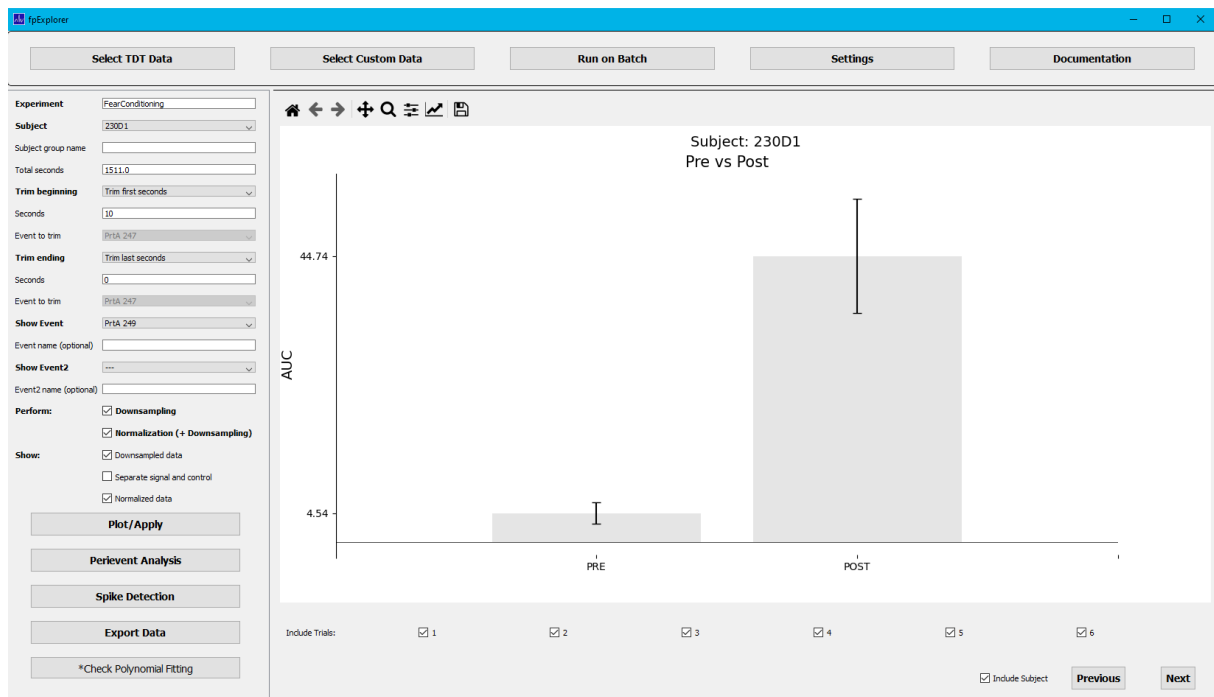 fpExplorer
Select TDT Data
Select Custom Data
Run on Batch
Settings
Documentation
Experiment FearConditioning
Subject 230D1
Subject group name
Total seconds 1511.0
Trim beginning Trim first seconds
Seconds 10
Event to trim PrtA 247
Trim ending Trim last seconds
Seconds 0
Event to trim PrtA 247
Show Event PrtA 249
Event name (optional)
Show Event2 ---
Event2 name (optional)
Perform: Downsampling
Normalization (+ Downsampling)
Show: Downsampled data
Separate signal and control
Normalized data
Plot/Apply
Perievent Analysis
Spike Detection
Export Data
*Check Polynomial Fitting
Subject: 230D1
Pre vs Post
44.74
AUC
4.54
PRE
POST
Include Trials: 1 2 3 4 5 6
Include Subject
Previous
Next